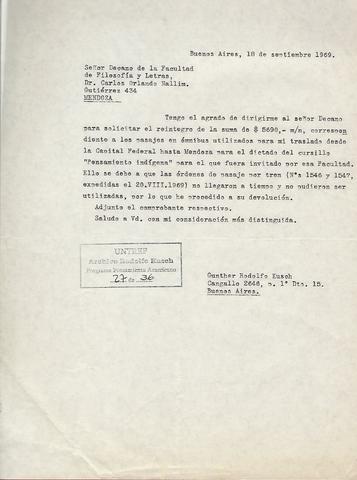 Buenos Aires, 18 de septiembre 1969.
Señor Decano de la Facultad
de Filosofía y Letras,
Dr. Carlos Orlando Nallim.
Gutiérrez 434
MENDOZA
Tengo el agrado de dirigirme al señor Decano
para solicitar el reintegro de la suma de $ 5690,- m/n, correspon
diente a los pasajes en ómnibus utilizados para mi traslado desde
la Capital Federal hasta Mendoza para el dictado del cursillo
"Pensamiento indígena" para el que fuera invitado por esa Facultad.
Ello se debe a que las órdenes de pasaje por tren (N°s 1546 y 1547,
expedidas el 20.VIII.1969) no llegaron a tiempo y no pudieron ser
utilizadas, por lo que he procedido a su devolución.
Adjunto el comprobante respectivo.
Saludo a Vd. con mi consideración más distinguida.
UNTREF
Archivo Rodolfo Kusch
Programa Pensamiento Americano
27 de 36
Gunther Rodolfo Kusch
Cangallo 2648, p. 1° Dto. 15.
Buenos Aires.